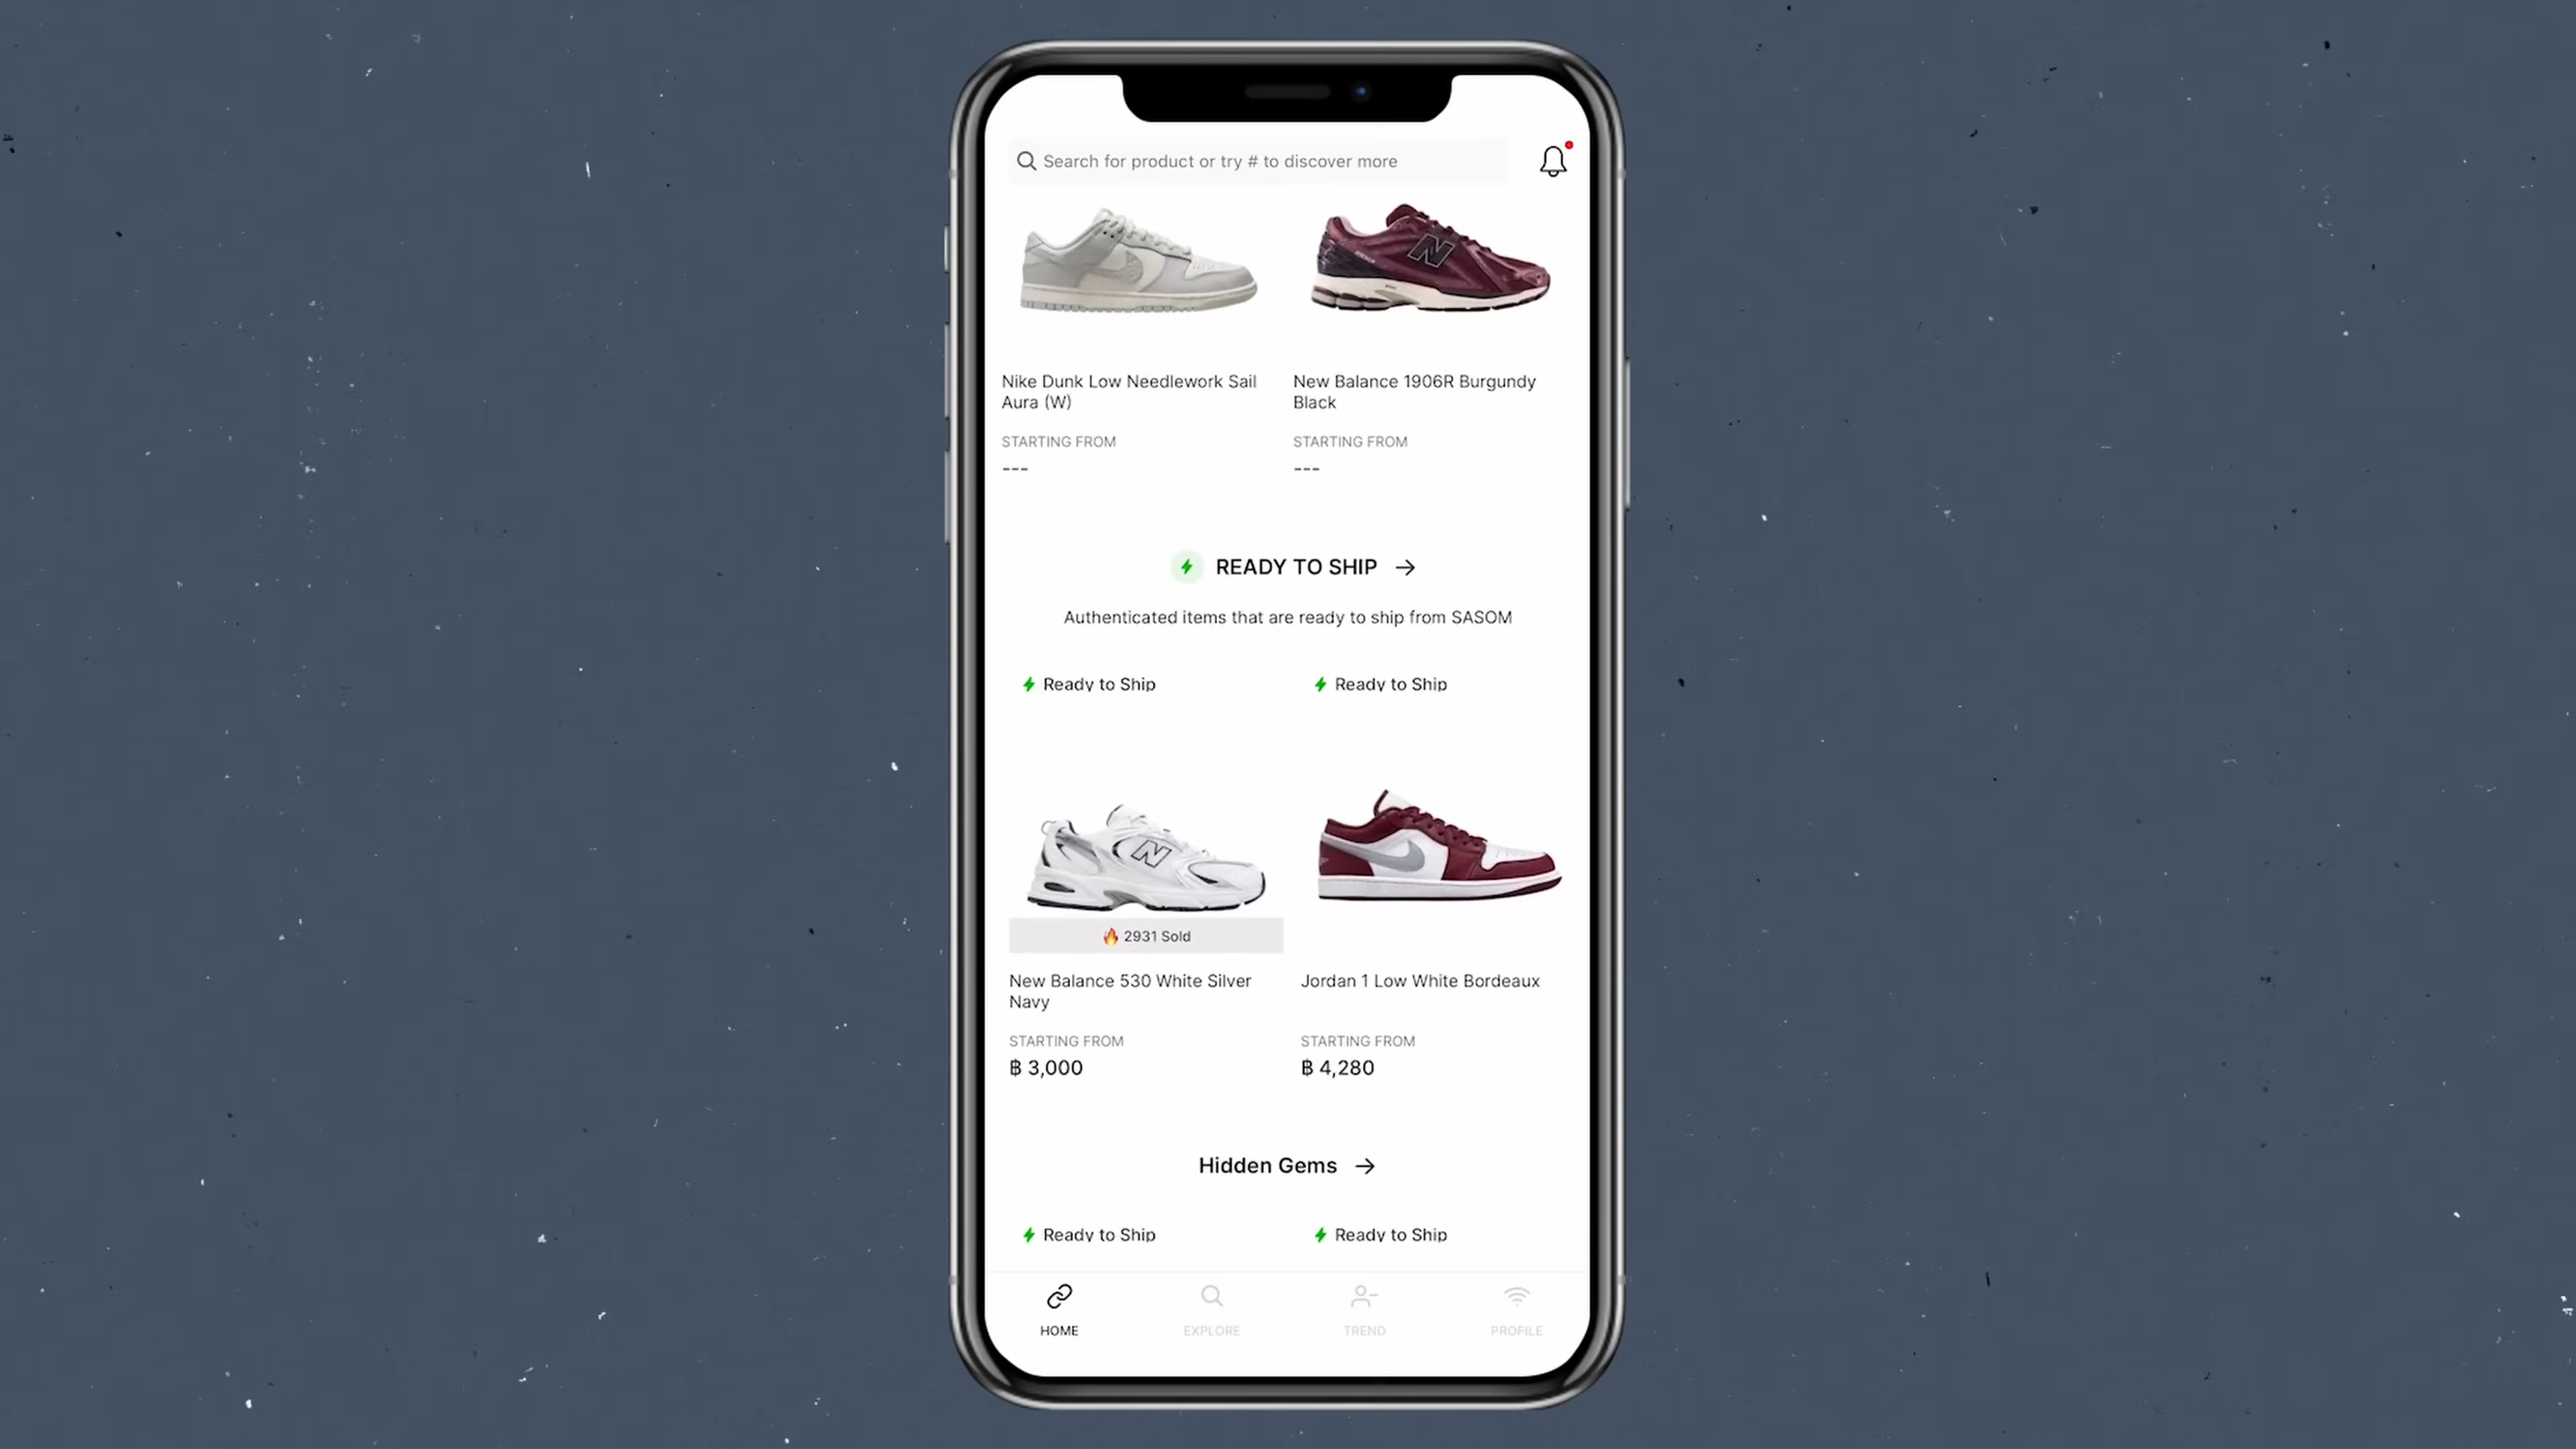 Search for product or try # to discover more
Nike Dunk Low Needlework Sail
Aura (W)
STARTING FROM
---
New Balance 1906R Burgundy
Black
STARTING FROM
---
READY TO SHIP
Authenticated items that are ready to ship from SASOM
Ready to Ship
Ready to Ship
2931 Sold
New Balance 530 White Silver
Navy
STARTING FROM
฿ 3,000
Jordan 1 Low White Bordeaux
STARTING FROM
฿ 4,280
Hidden Gems
Ready to Ship
Ready to Ship
HOME
EXPLORE
TREND
PROFILE